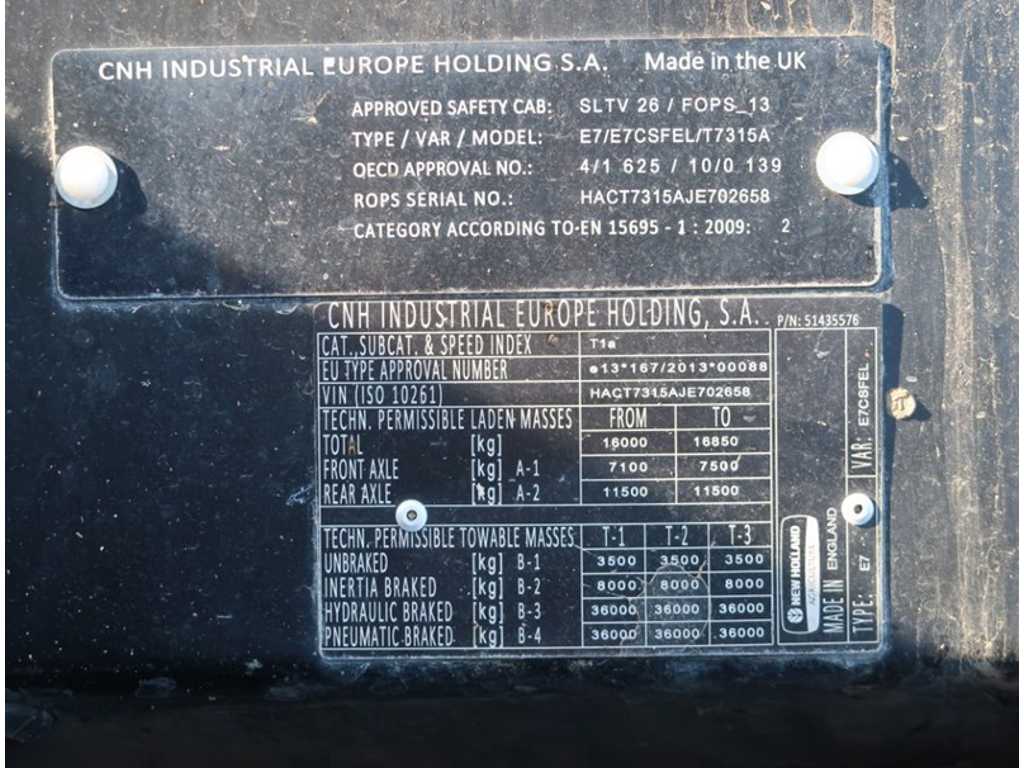 CNH INDUSTRIAL EUROPE HOLDING S.A. Made in the UK
APPROVED SAFETY CAB: SLTV 26 / FOPS_13
TYPE / VAR / MODEL: E7/E7CSFEL/T7315A
OECD APPROVAL NO.: 4/1 625 / 10/0 139
ROPS SERIAL NO.: HACT7315AJE702658
CATEGORY ACCORDING TO EN 15695 - 1 : 2009: 2
CNH INDUSTRIAL EUROPE HOLDING, S.A. P/N: 51435576
CAT., SUBCAT. & SPEED INDEX T1a
EU TYPE APPROVAL NUMBER e13*167/2013*00088
VIN (ISO 10261) HACT7315AJE702658
TECHN. PERMISSIBLE LADEN MASSES FROM TO
TOTAL [kg] 16000 16850
FRONT AXLE [kg] A-1 7100 7500
REAR AXLE [kg] A-2 11500 11500
TECHN. PERMISSIBLE TOWABLE MASSES T-1 T-2 T-3
UNBRAKED [kg] B-1 3500 3500 3500
INERTIA BRAKED [kg] B-2 8000 8000 8000
HYDRAULIC BRAKED [kg] B-3 36000 36000 36000
PNEUMATIC BRAKED [kg] B-4 36000 36000 36000
NEW HOLLAND
AGRICULTURE
MADE IN ENGLAND
TYPE: E7 VAR: E7C8FEL